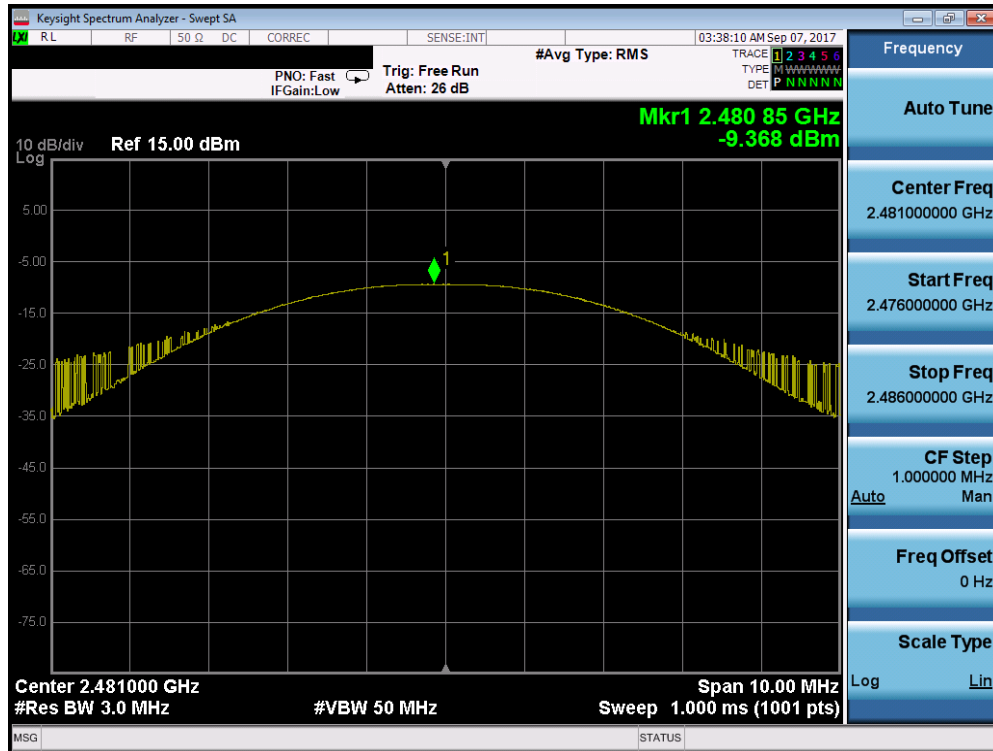 Keysight Spectrum Analyzer - Swept SA
LXI RL RF 50 Ω DC CORREC SENSE:INT 03:38:10 AM Sep 07, 2017
#Avg Type: RMS
TRACE 1 2 3 4 5 6
TYPE M W W W W W
DET P N N N N N
PNO: Fast
IFGain:Low
Trig: Free Run
Atten: 26 dB
Mkr1 2.480 85 GHz
-9.368 dBm
10 dB/div
Log
Ref 15.00 dBm
1
5.00
-5.00
-15.0
-25.0
-35.0
-45.0
-55.0
-65.0
-75.0
Center 2.481000 GHz
Span 10.00 MHz
#Res BW 3.0 MHz
#VBW 50 MHz
Sweep 1.000 ms (1001 pts)
MSG
STATUS
Frequency
Auto Tune
Center Freq
2.481000000 GHz
Start Freq
2.476000000 GHz
Stop Freq
2.486000000 GHz
CF Step
1.000000 MHz
Auto Man
Freq Offset
0 Hz
Scale Type
Log Lin